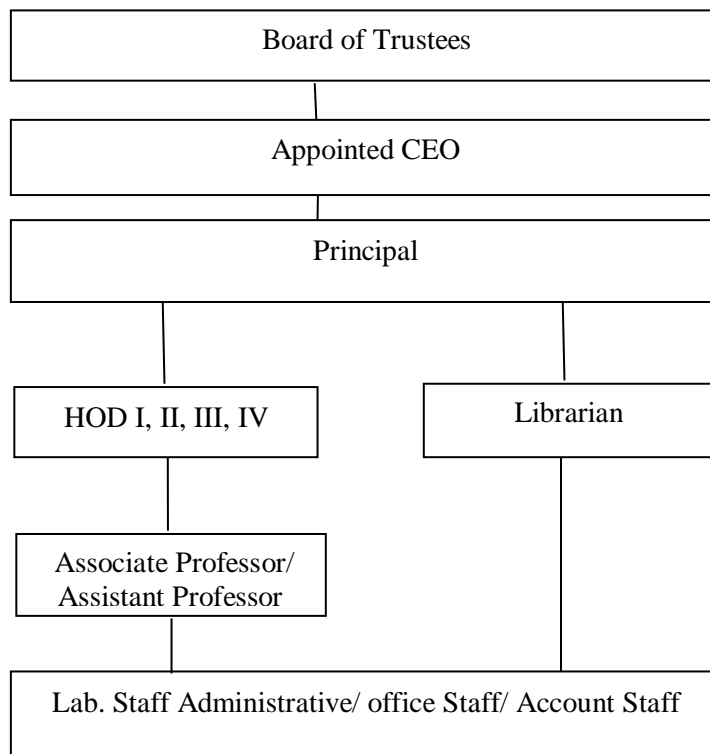 Board of Trustees
Appointed CEO
Principal
HOD I, II, III, IV
Librarian
Associate Professor/
Assistant Professor
Lab. Staff Administrative/ office Staff/ Account Staff